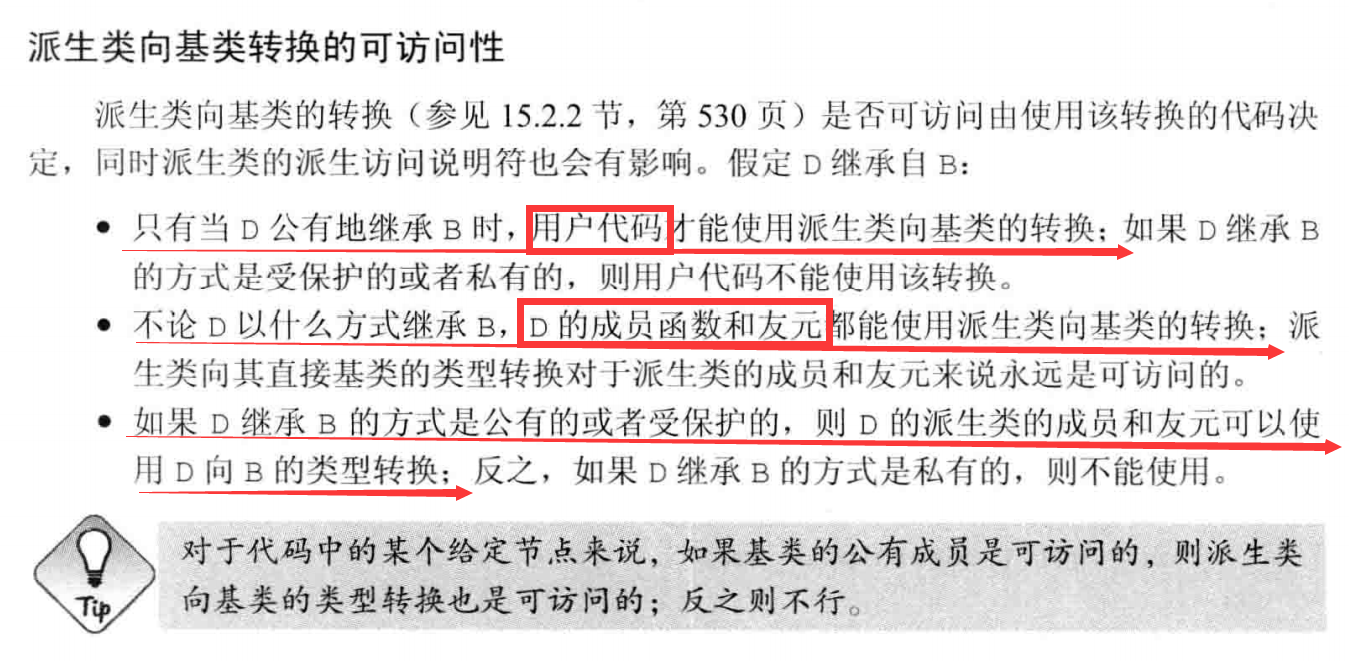 派生类向基类转换的可访问性
派生类向基类的转换（参见 15.2.2 节，第 530 页）是否可访问由使用该转换的代码决
定，同时派生类的派生访问说明符也会有影响。假定 D 继承自 B：
• 只有当 D 公有地继承 B 时，用户代码才能使用派生类向基类的转换；如果 D 继承 B
的方式是受保护的或者私有的，则用户代码不能使用该转换。
• 不论 D 以什么方式继承 B，D 的成员函数和友元都能使用派生类向基类的转换；派
生类向其直接基类的类型转换对于派生类的成员和友元来说永远是可访问的。
• 如果 D 继承 B 的方式是公有的或者受保护的，则 D 的派生类的成员和友元可以使
用 D 向 B 的类型转换；反之，如果 D 继承 B 的方式是私有的，则不能使用。
Tip
对于代码中的某个给定节点来说，如果基类的公有成员是可访问的，则派生类
向基类的类型转换也是可访问的；反之则不行。